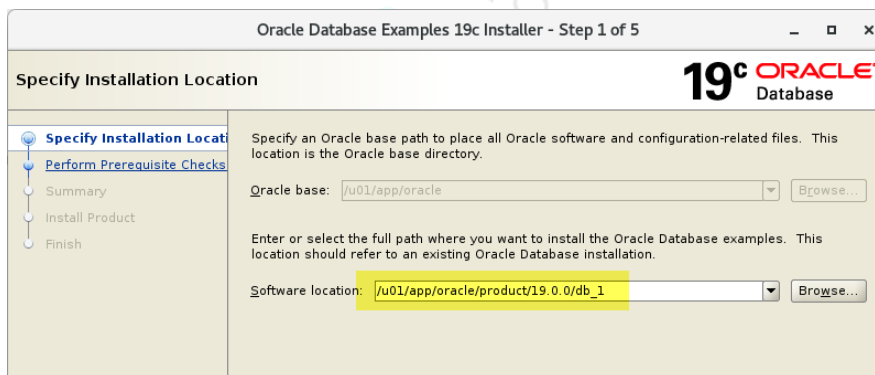 Oracle Database Examples 19c Installer - Step 1 of 5
Specify Installation Location
19c ORACLE
Database
Specify Installation Locati
Perform Prerequisite Checks
Summary
Install Product
Finish
Specify an Oracle base path to place all Oracle software and configuration-related files. This
location is the Oracle base directory.
Oracle base: /u01/app/oracle Browse...
Enter or select the full path where you want to install the Oracle Database examples. This
location should refer to an existing Oracle Database installation.
Software location: /u01/app/oracle/product/19.0.0/db_1 Browse...